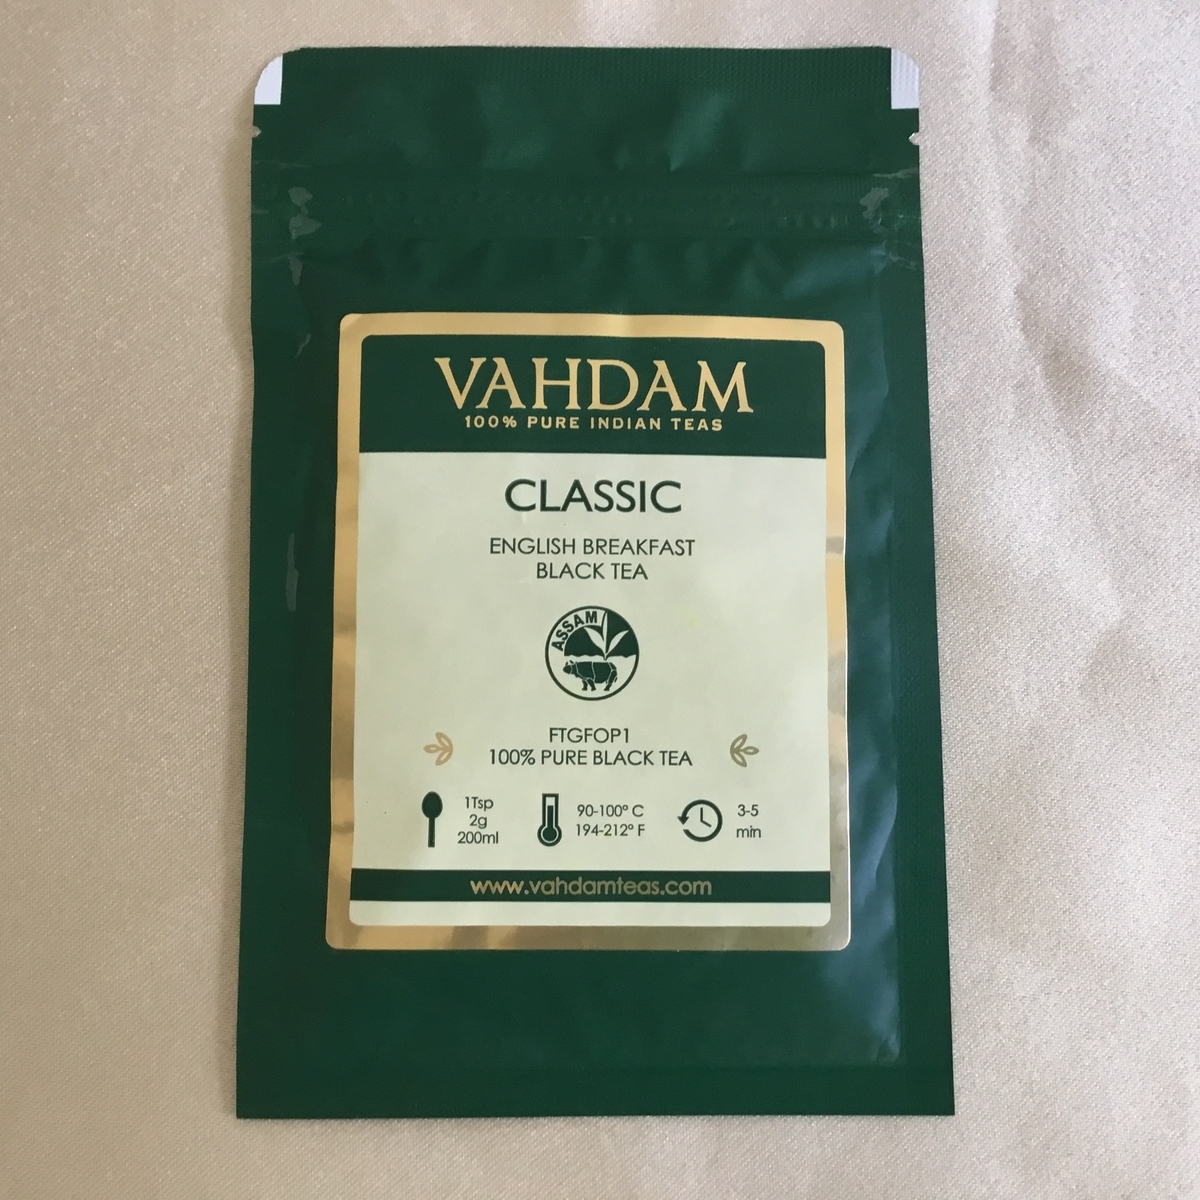 VAHDAM
100% PURE INDIAN TEAS
CLASSIC
ENGLISH BREAKFAST
BLACK TEA
ASSAM
FTGFOP1
100% PURE BLACK TEA
1Tsp
2g
200ml
90-100° C
194-212° F
3-5
min
www.vahdamteas.com